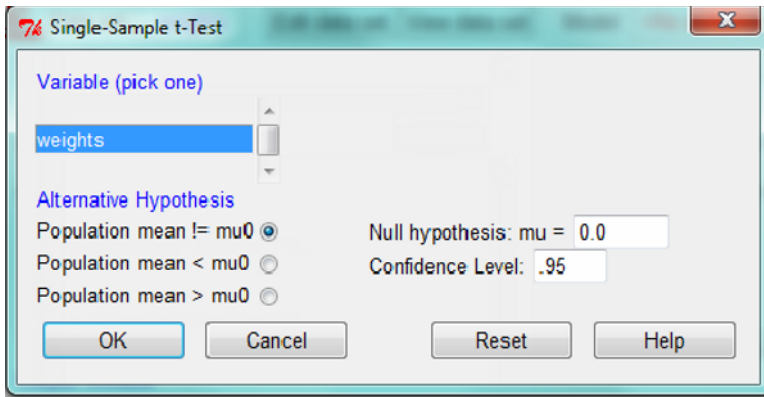 Single-Sample t-Test
Variable (pick one)
weights
Alternative Hypothesis
Population mean != mu0
Population mean < mu0
Population mean > mu0
Null hypothesis: mu = 0.0
Confidence Level: .95
OK Cancel Reset Help